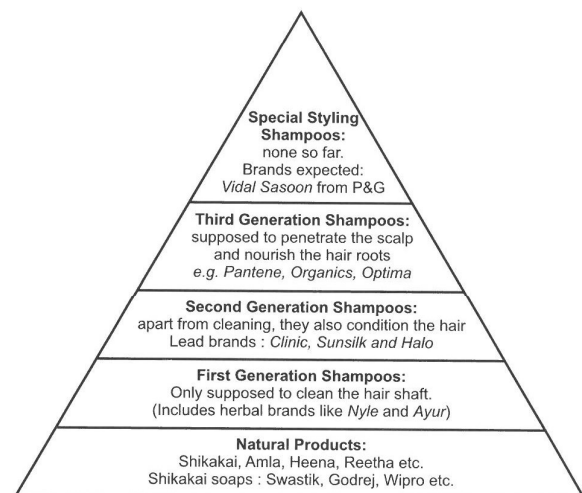 Special Styling
Shampoos:
none so far.
Brands expected:
Vidal Sasoon from P&G
Third Generation Shampoos:
supposed to penetrate the scalp
and nourish the hair roots
e.g. Pantene, Organics, Optima
Second Generation Shampoos:
apart from cleaning, they also condition the hair
Lead brands : Clinic, Sunsilk and Halo
First Generation Shampoos:
Only supposed to clean the hair shaft.
(Includes herbal brands like Nyle and Ayur)
Natural Products:
Shikakai, Amla, Heena, Reetha etc.
Shikakai soaps : Swastik, Godrej, Wipro etc.